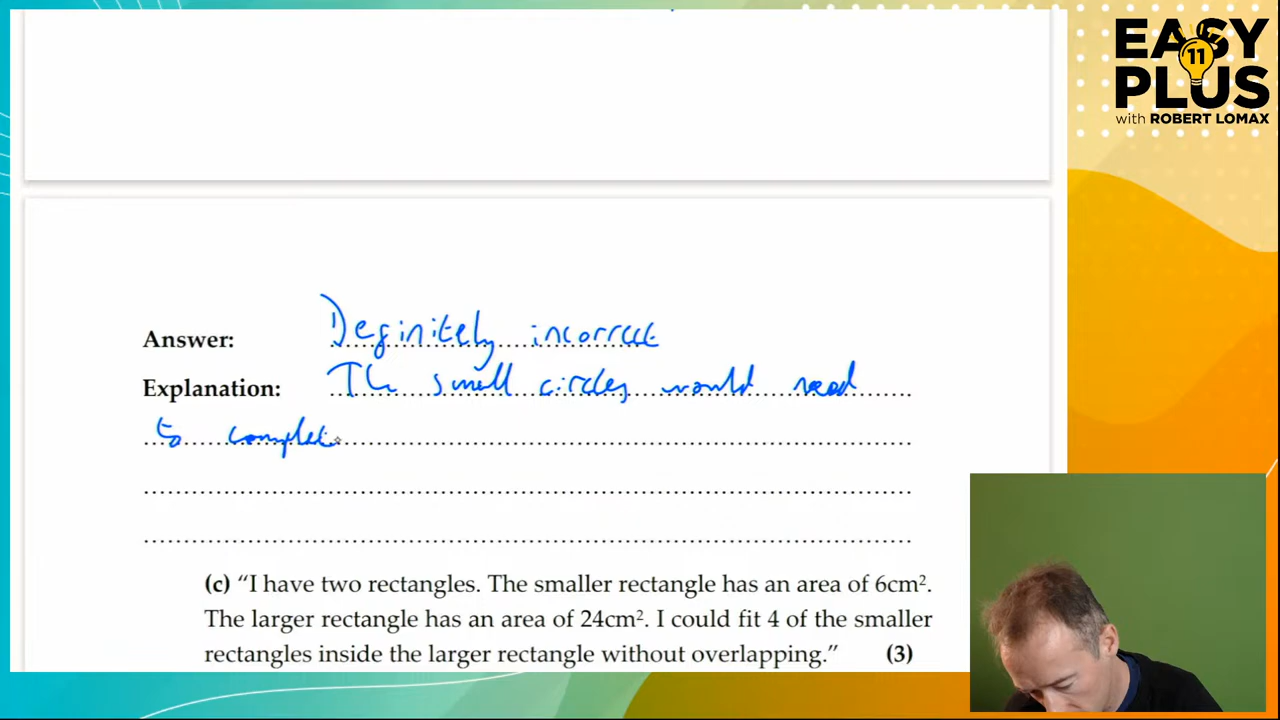 EASY
11
PLUS
with ROBERT LOMAX
Answer: Definitely incorrect
Explanation: The small circles would need
to complet
(c) “I have two rectangles. The smaller rectangle has an area of 6cm².
The larger rectangle has an area of 24cm². I could fit 4 of the smaller
rectangles inside the larger rectangle without overlapping.” (3)